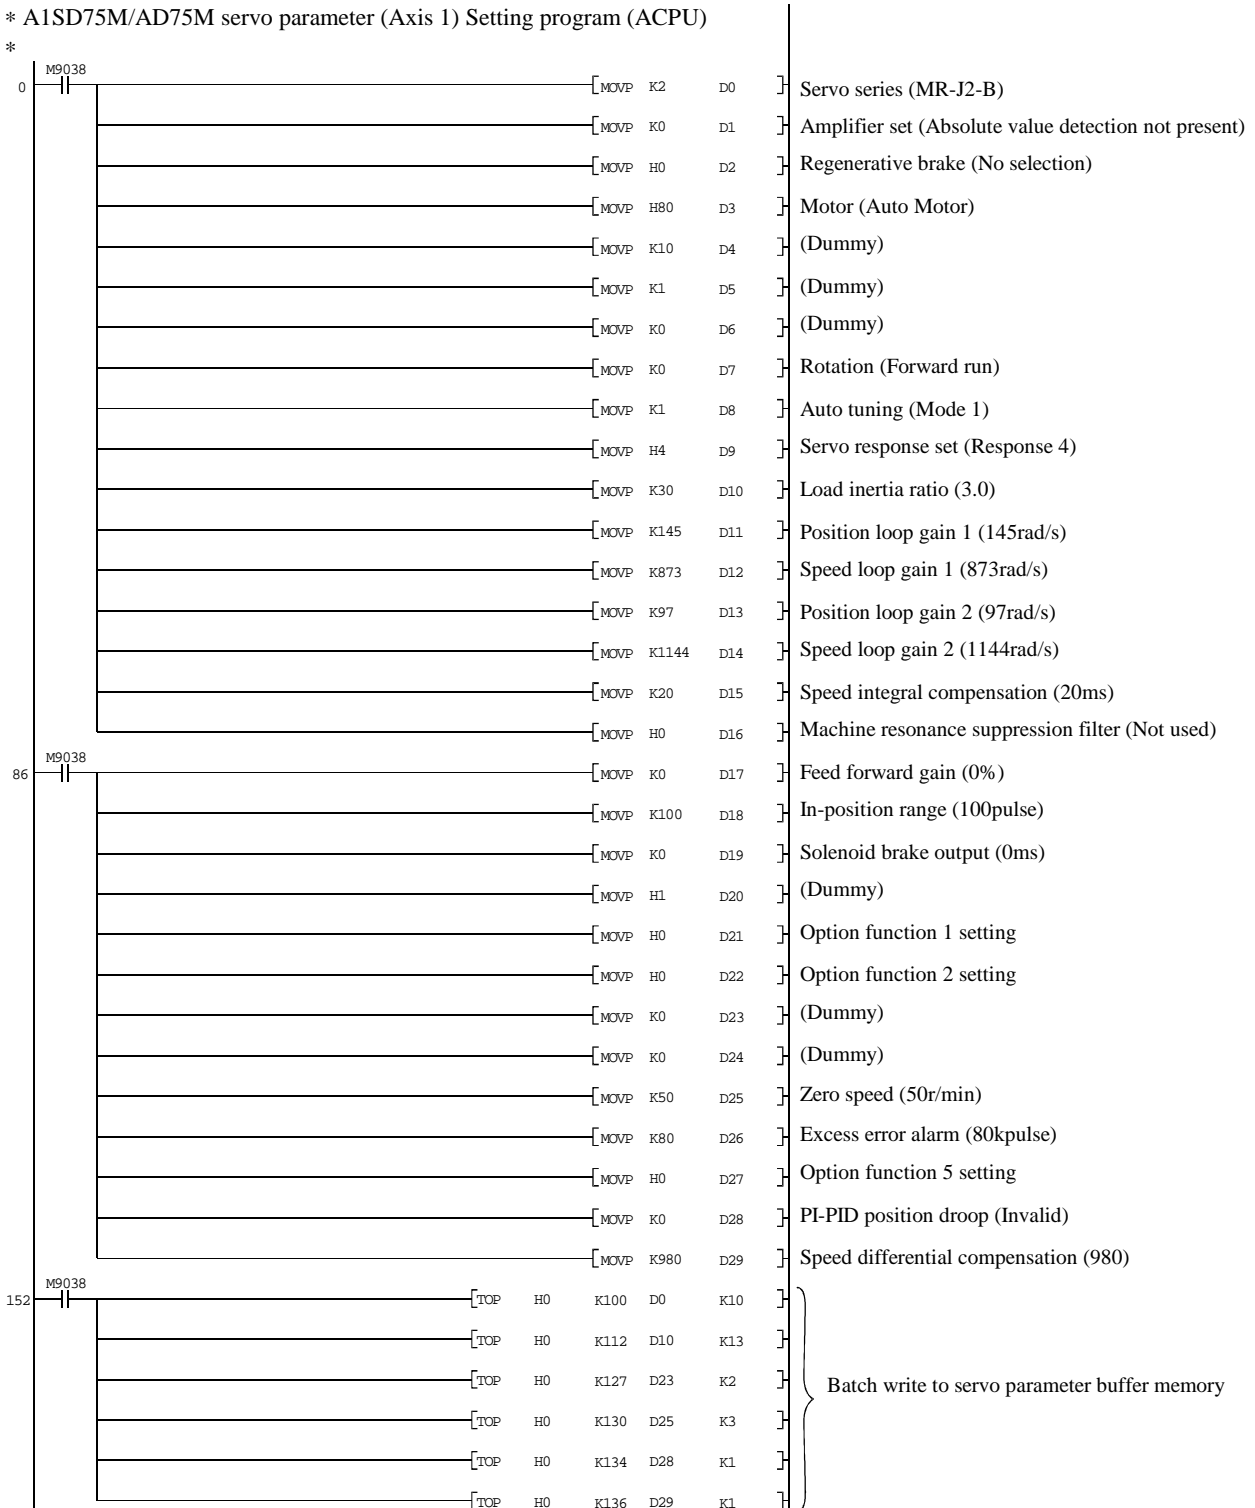 * A1SD75M/AD75M servo parameter (Axis 1) Setting program (ACPU)
*
M9038
0 MOVP K2 D0 Servo series (MR-J2-B)
MOVP K0 D1 Amplifier set (Absolute value detection not present)
MOVP H0 D2 Regenerative brake (No selection)
MOVP H80 D3 Motor (Auto Motor)
MOVP K10 D4 (Dummy)
MOVP K1 D5 (Dummy)
MOVP K0 D6 (Dummy)
MOVP K0 D7 Rotation (Forward run)
MOVP K1 D8 Auto tuning (Mode 1)
MOVP H4 D9 Servo response set (Response 4)
MOVP K30 D10 Load inertia ratio (3.0)
MOVP K145 D11 Position loop gain 1 (145rad/s)
MOVP K873 D12 Speed loop gain 1 (873rad/s)
MOVP K97 D13 Position loop gain 2 (97rad/s)
MOVP K1144 D14 Speed loop gain 2 (1144rad/s)
MOVP K20 D15 Speed integral compensation (20ms)
MOVP H0 D16 Machine resonance suppression filter (Not used)
M9038
86 MOVP K0 D17 Feed forward gain (0%)
MOVP K100 D18 In-position range (100pulse)
MOVP K0 D19 Solenoid brake output (0ms)
MOVP H1 D20 (Dummy)
MOVP H0 D21 Option function 1 setting
MOVP H0 D22 Option function 2 setting
MOVP K0 D23 (Dummy)
MOVP K0 D24 (Dummy)
MOVP K50 D25 Zero speed (50r/min)
MOVP K80 D26 Excess error alarm (80kpulse)
MOVP H0 D27 Option function 5 setting
MOVP K0 D28 PI-PID position droop (Invalid)
MOVP K980 D29 Speed differential compensation (980)
M9038
152 TOP H0 K100 D0 K10
TOP H0 K112 D10 K13
TOP H0 K127 D23 K2 Batch write to servo parameter buffer memory
TOP H0 K130 D25 K3
TOP H0 K134 D28 K1
TOP H0 K136 D29 K1